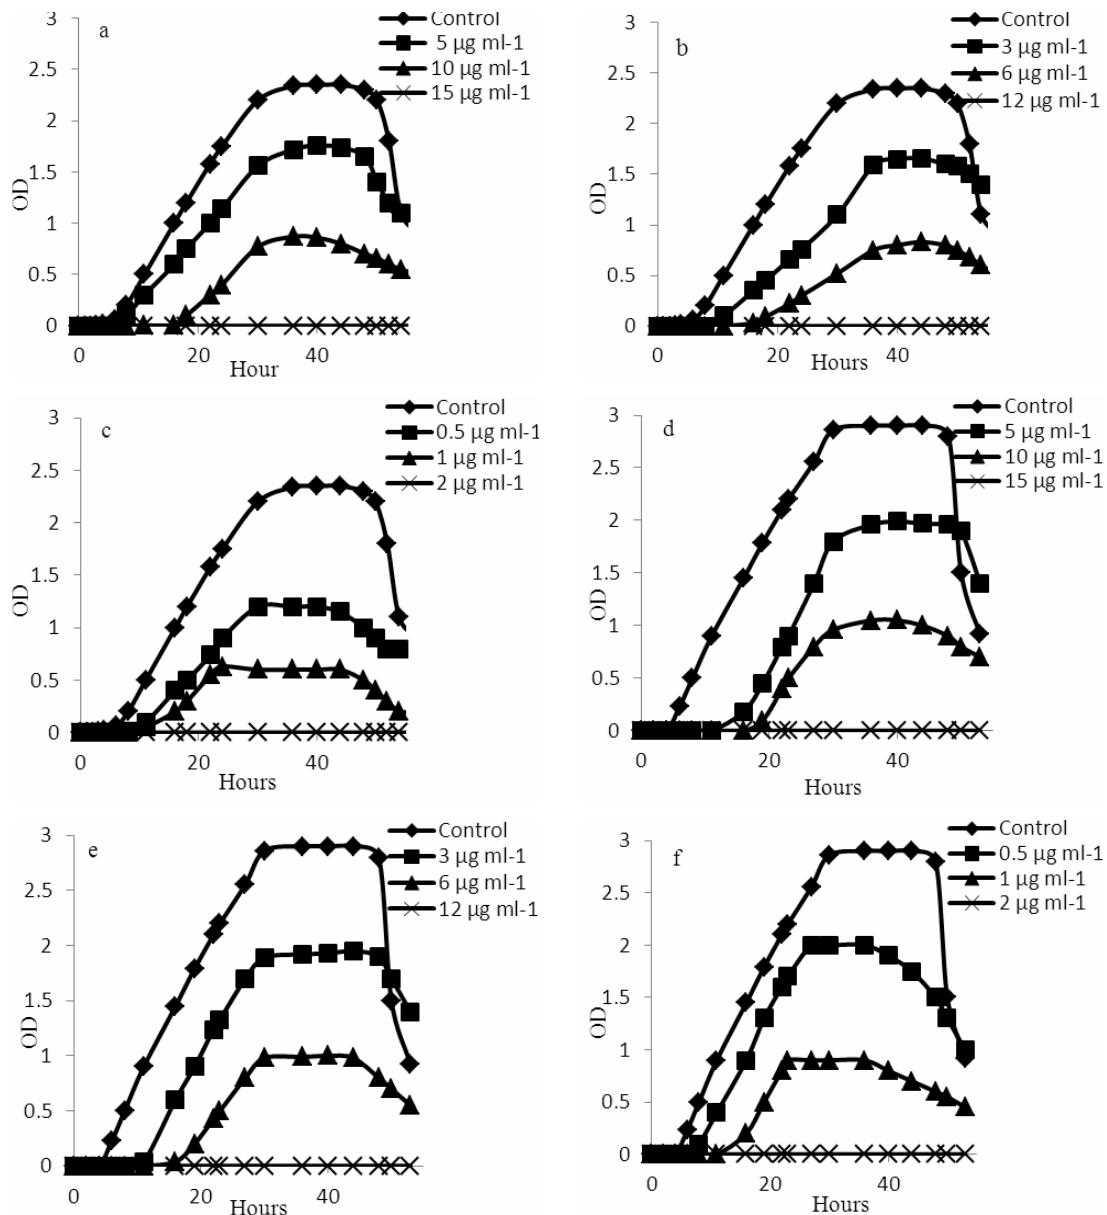 a
Control
5 µg ml-1
10 µg ml-1
15 µg ml-1
3
2.5
2
1.5
1
0.5
0
OD
0 20 40
Hour
b
Control
3 µg ml-1
6 µg ml-1
12 µg ml-1
3
2.5
2
1.5
1
0.5
0
OD
0 20 40
Hours
c
Control
0.5 µg ml-1
1 µg ml-1
2 µg ml-1
3
2.5
2
1.5
1
0.5
0
OD
0 20 40
Hours
d
Control
5 µg ml-1
10 µg ml-1
15 µg ml-1
3
2.5
2
1.5
1
0.5
0
OD
0 20 40
Hours
e
Control
3 µg ml-1
6 µg ml-1
12 µg ml-1
3
2.5
2
1.5
1
0.5
0
OD
0 20 40
Hours
f
Control
0.5 µg ml-1
1 µg ml-1
2 µg ml-1
3
2.5
2
1.5
1
0.5
0
OD
0 20 40
Hours